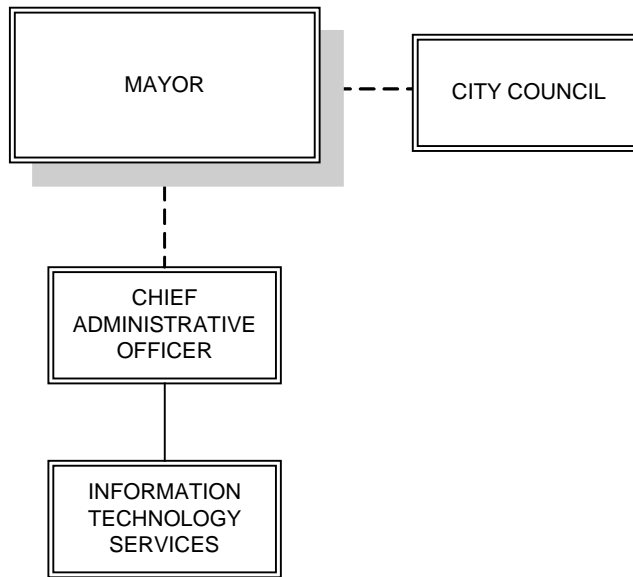 MAYOR
CITY COUNCIL
CHIEF
ADMINISTRATIVE
OFFICER
INFORMATION
TECHNOLOGY
SERVICES